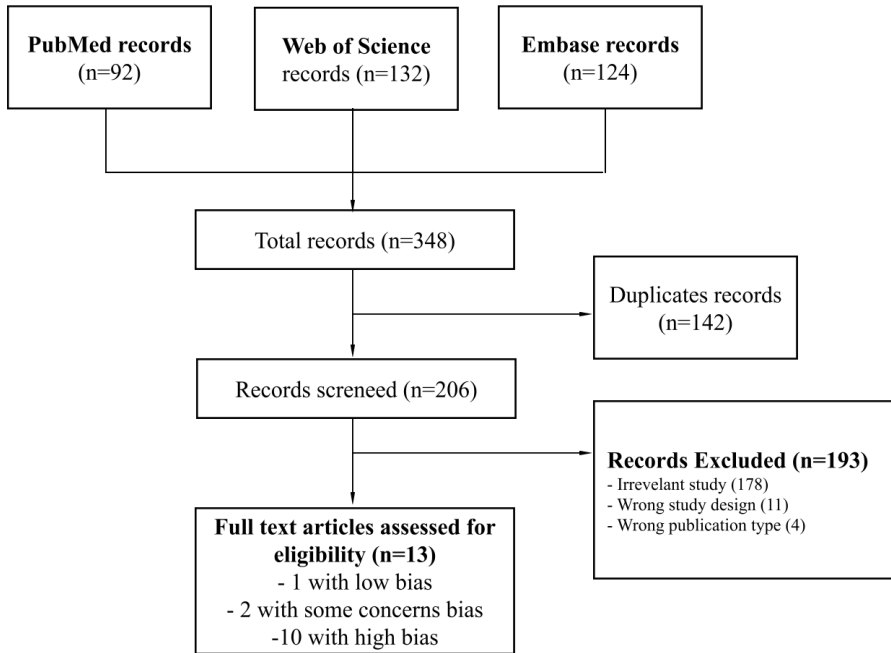 PubMed records
(n=92)
Web of Science
records (n=132)
Embase records
(n=124)
Total records (n=348)
Duplicates records
(n=142)
Records screneed (n=206)
Records Excluded (n=193)
- Irrevelant study (178)
- Wrong study design (11)
- Wrong publication type (4)
Full text articles assessed for
eligibility (n=13)
- 1 with low bias
- 2 with some concerns bias
-10 with high bias